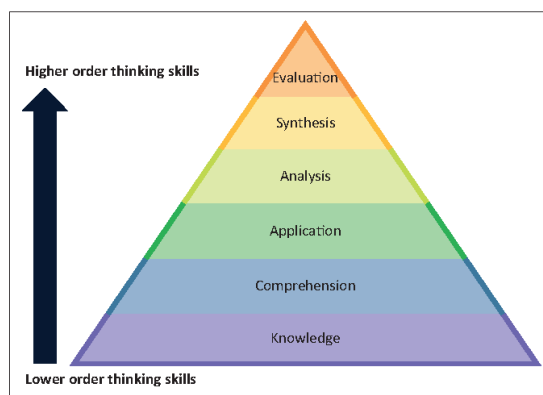 Higher order thinking skills
Evaluation
Synthesis
Analysis
Application
Comprehension
Knowledge
Lower order thinking skills